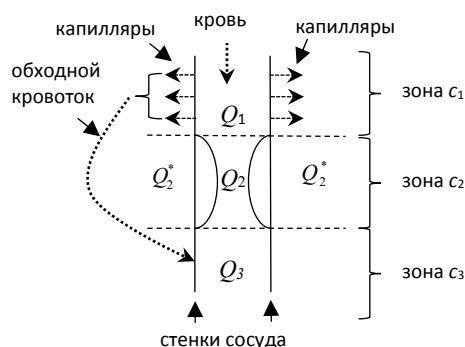 кровь
капилляры
капилляры
обходной
кровоток
Q1
зона c1
Q2*
Q2
Q2*
зона c2
Q3
зона c3
стенки сосуда